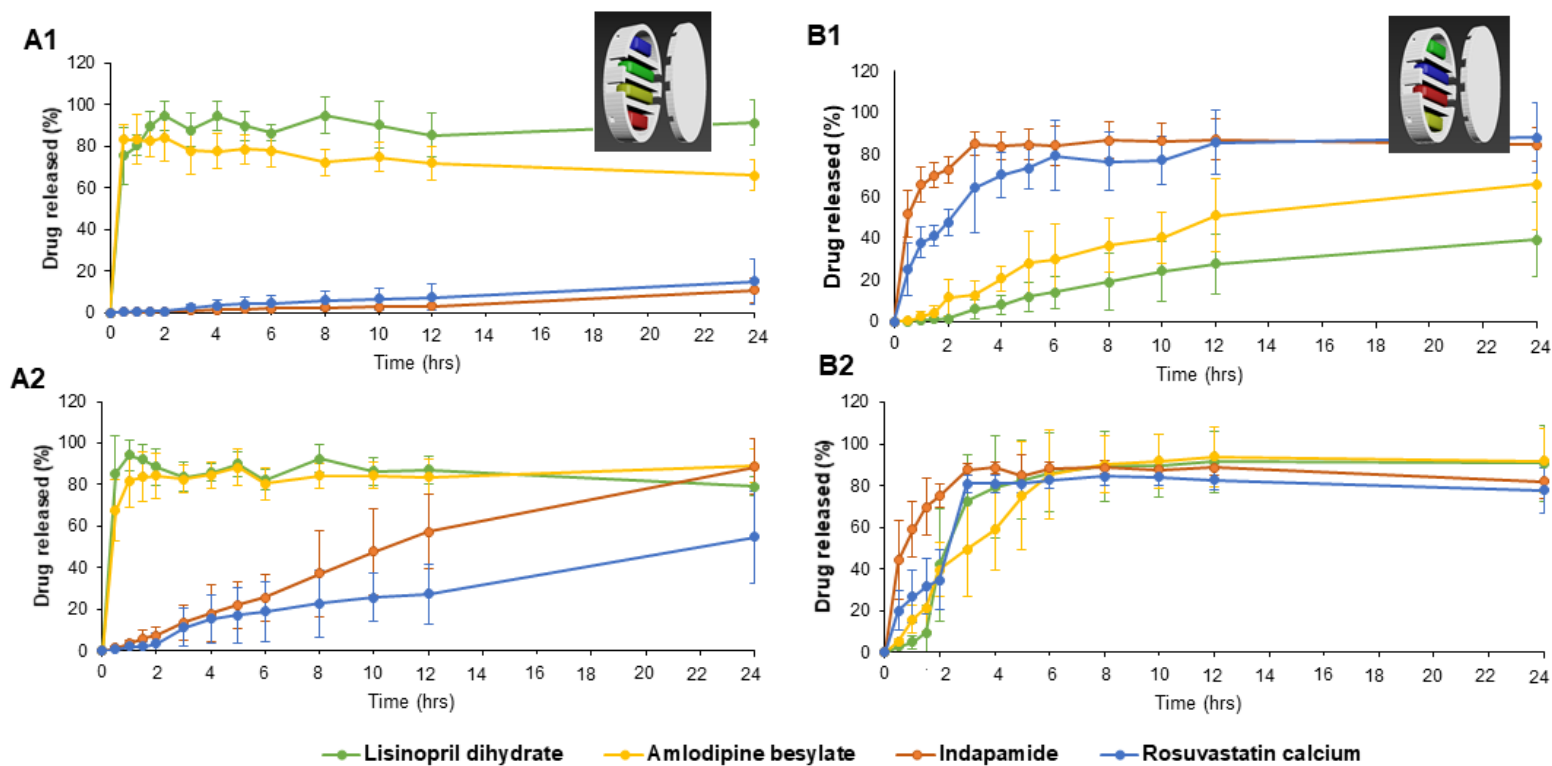 A1
120
100
80
60
40
20
0
Drug released (%)
0 2 4 6 8 10 12 14 16 18 20 22 24
Time (hrs)
B1
120
100
80
60
40
20
0
Drug released (%)
0 2 4 6 8 10 12 14 16 18 20 22 24
Time (hrs)
A2
120
100
80
60
40
20
0
Drug released (%)
0 2 4 6 8 10 12 14 16 18 20 22 24
Time (hrs)
B2
120
100
80
60
40
20
0
Drug released (%)
0 2 4 6 8 10 12 14 16 18 20 22 24
Time (hrs)
Lisinopril dihydrate Amlodipine besylate Indapamide Rosuvastatin calcium